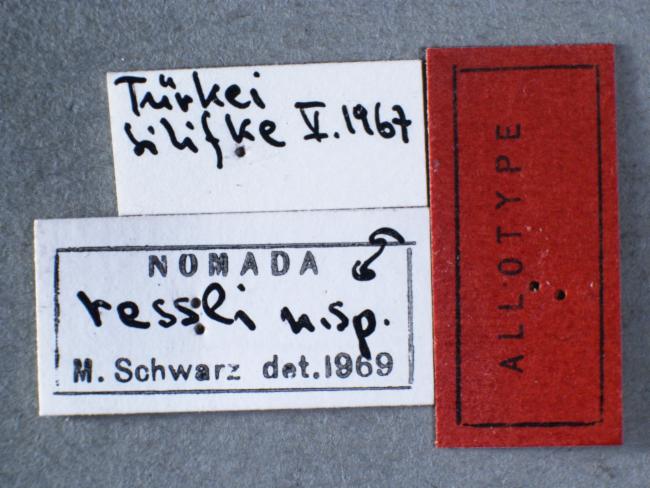 Türkei
Silifke V.1967
NOMADA ♂
ressli n.sp.
M. Schwarz det.1969
ALLOTYPE